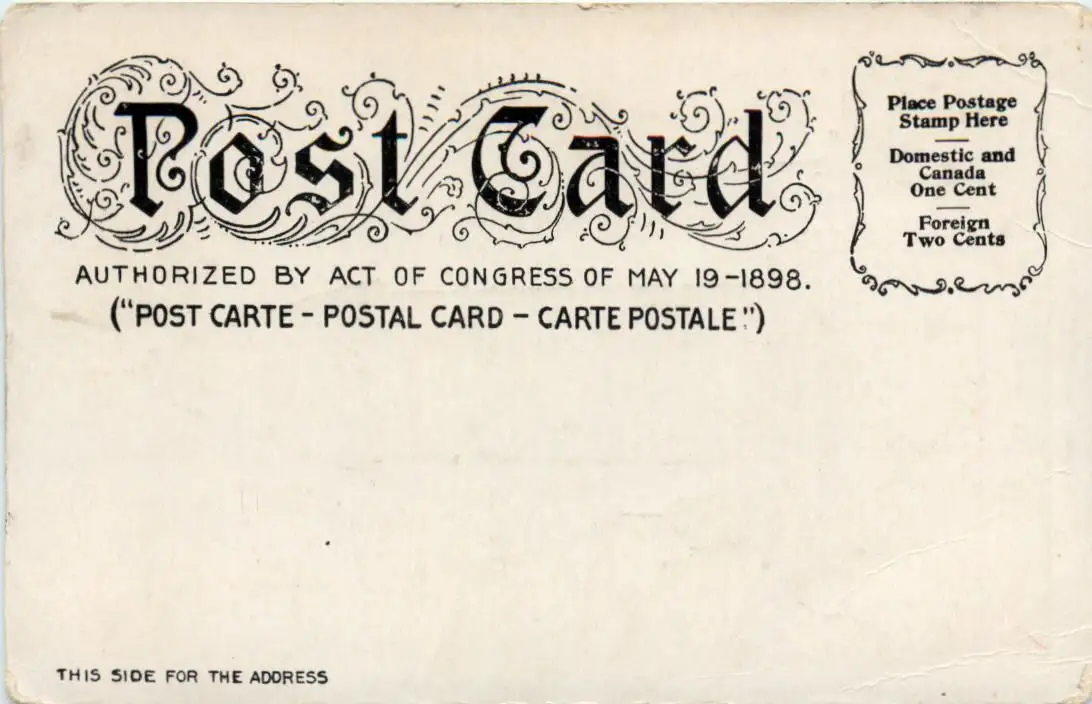 Post Card
Place Postage
Stamp Here
Domestic and
Canada
One Cent
Foreign
Two Cents
AUTHORIZED BY ACT OF CONGRESS OF MAY 19-1898.
("POST CARTE - POSTAL CARD - CARTE POSTALE")
THIS SIDE FOR THE ADDRESS